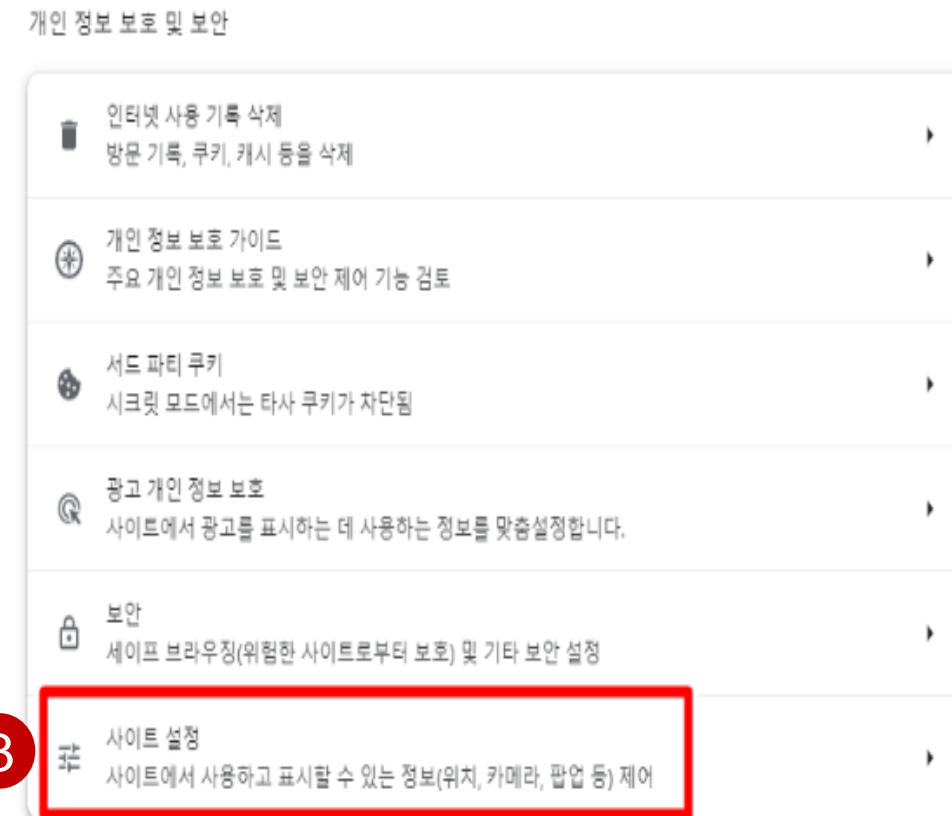 개인 정보 보호 및 보안
인터넷 사용 기록 삭제
방문 기록, 쿠키, 캐시 등을 삭제
개인 정보 보호 가이드
주요 개인 정보 보호 및 보안 제어 기능 검토
서드 파티 쿠키
시크릿 모드에서는 타사 쿠키가 차단됨
광고 개인 정보 보호
사이트에서 광고를 표시하는 데 사용하는 정보를 맞춤설정합니다.
보안
세이프 브라우징(위험한 사이트로부터 보호) 및 기타 보안 설정
3
사이트 설정
사이트에서 사용하고 표시할 수 있는 정보(위치, 카메라, 팝업 등) 제어